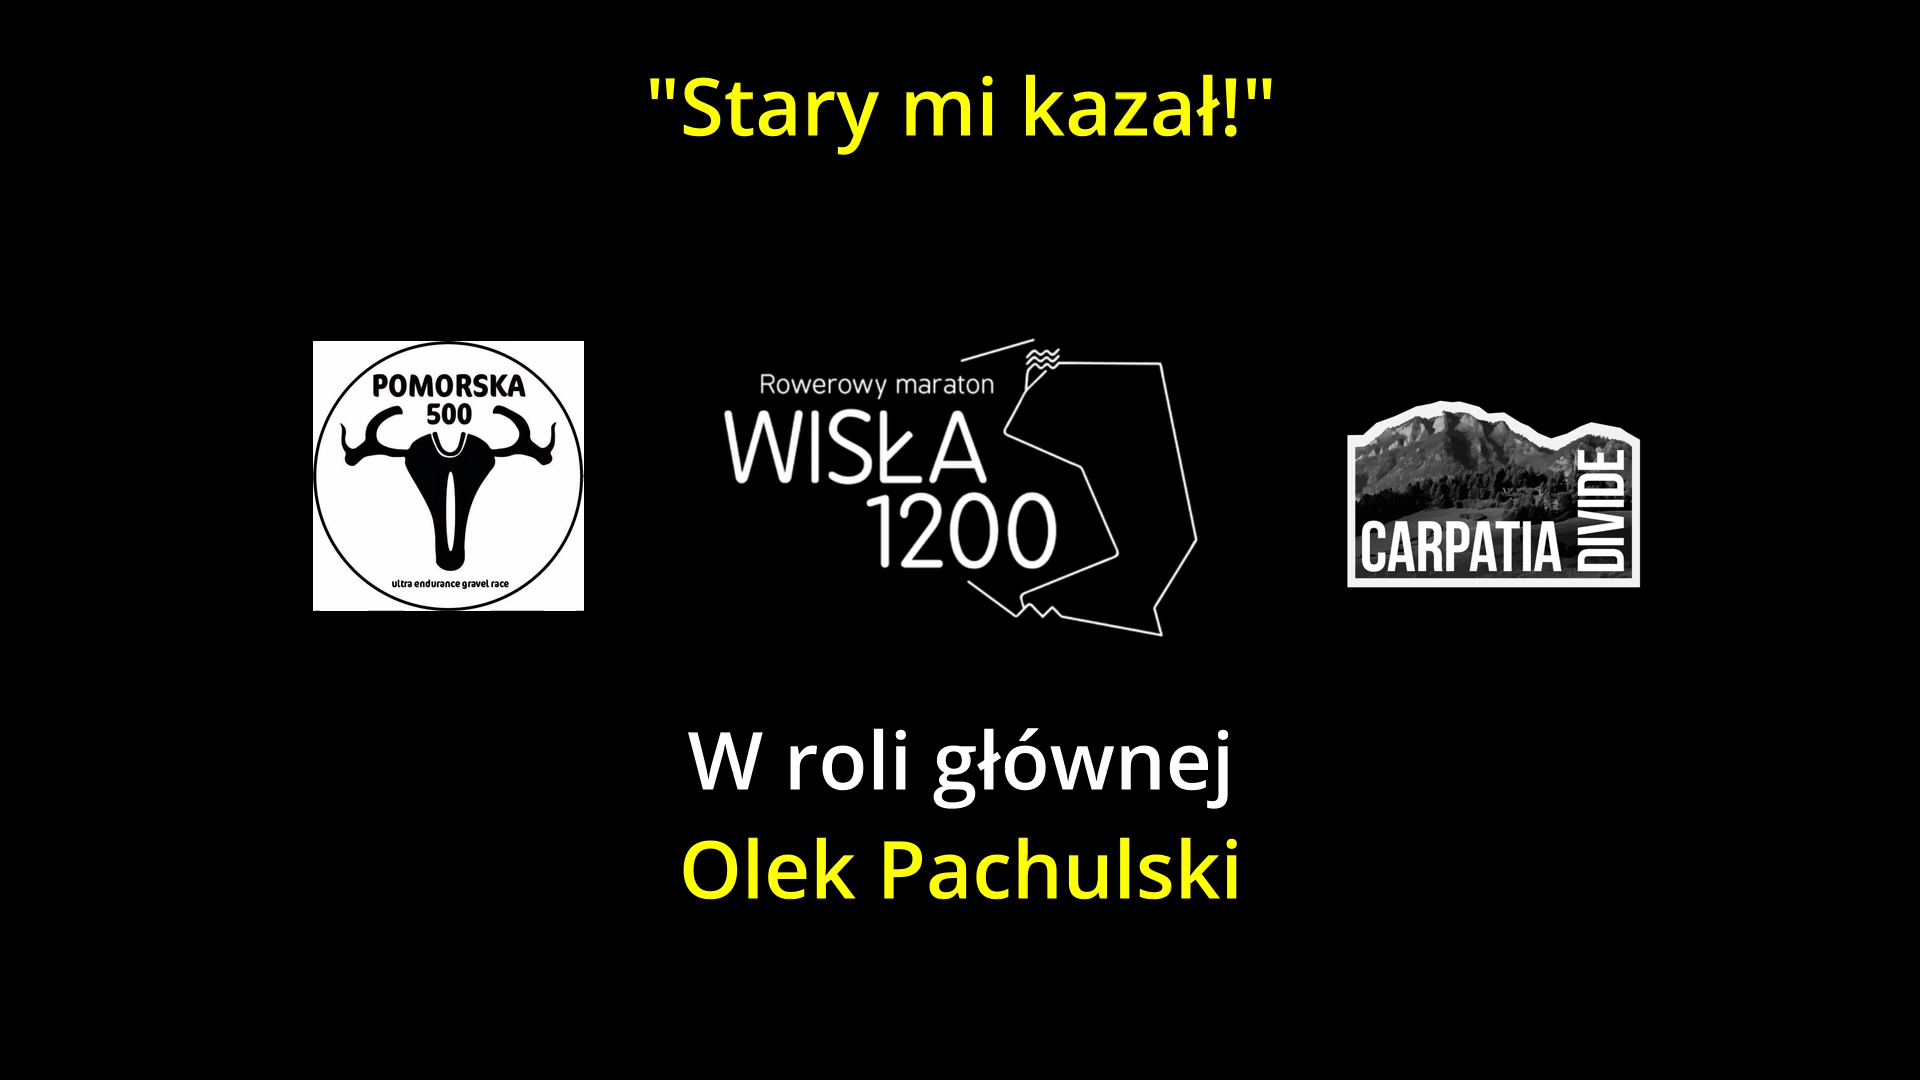 "Stary mi kazał!"
POMORSKA
500
ultra endurance gravel race
Rowerowy maraton
WISŁA
1200
CARPATIA
DIVIDE
W roli głównej
Olek Pachulski